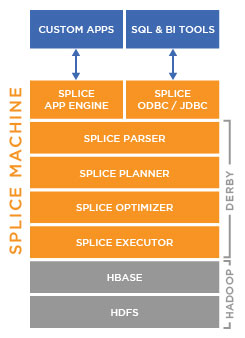 CUSTOM APPS
SQL & BI TOOLS
SPLICE MACHINE
SPLICE
APP ENGINE
SPLICE
ODBC / JDBC
SPLICE PARSER
SPLICE PLANNER
SPLICE OPTIMIZER
SPLICE EXECUTOR
DERBY
HBASE
HDFS
HADOOP